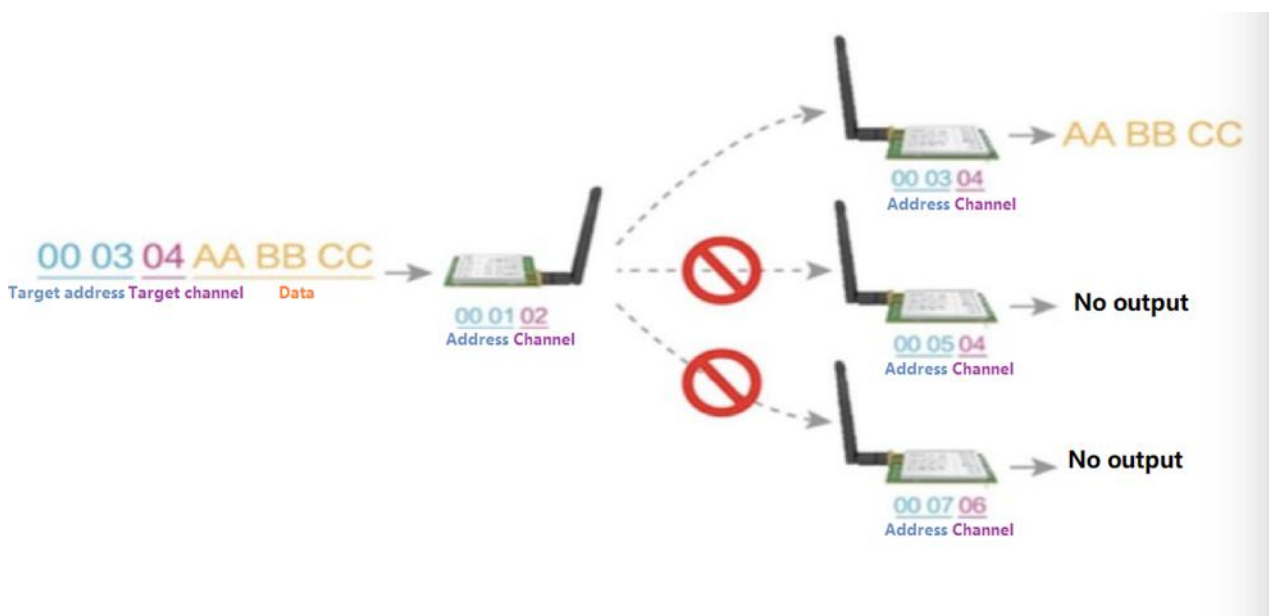 00 03 04 AA BB CC
Target address Target channel Data
00 01 02
Address Channel
AA BB CC
00 03 04
Address Channel
No output
00 05 04
Address Channel
No output
00 07 06
Address Channel